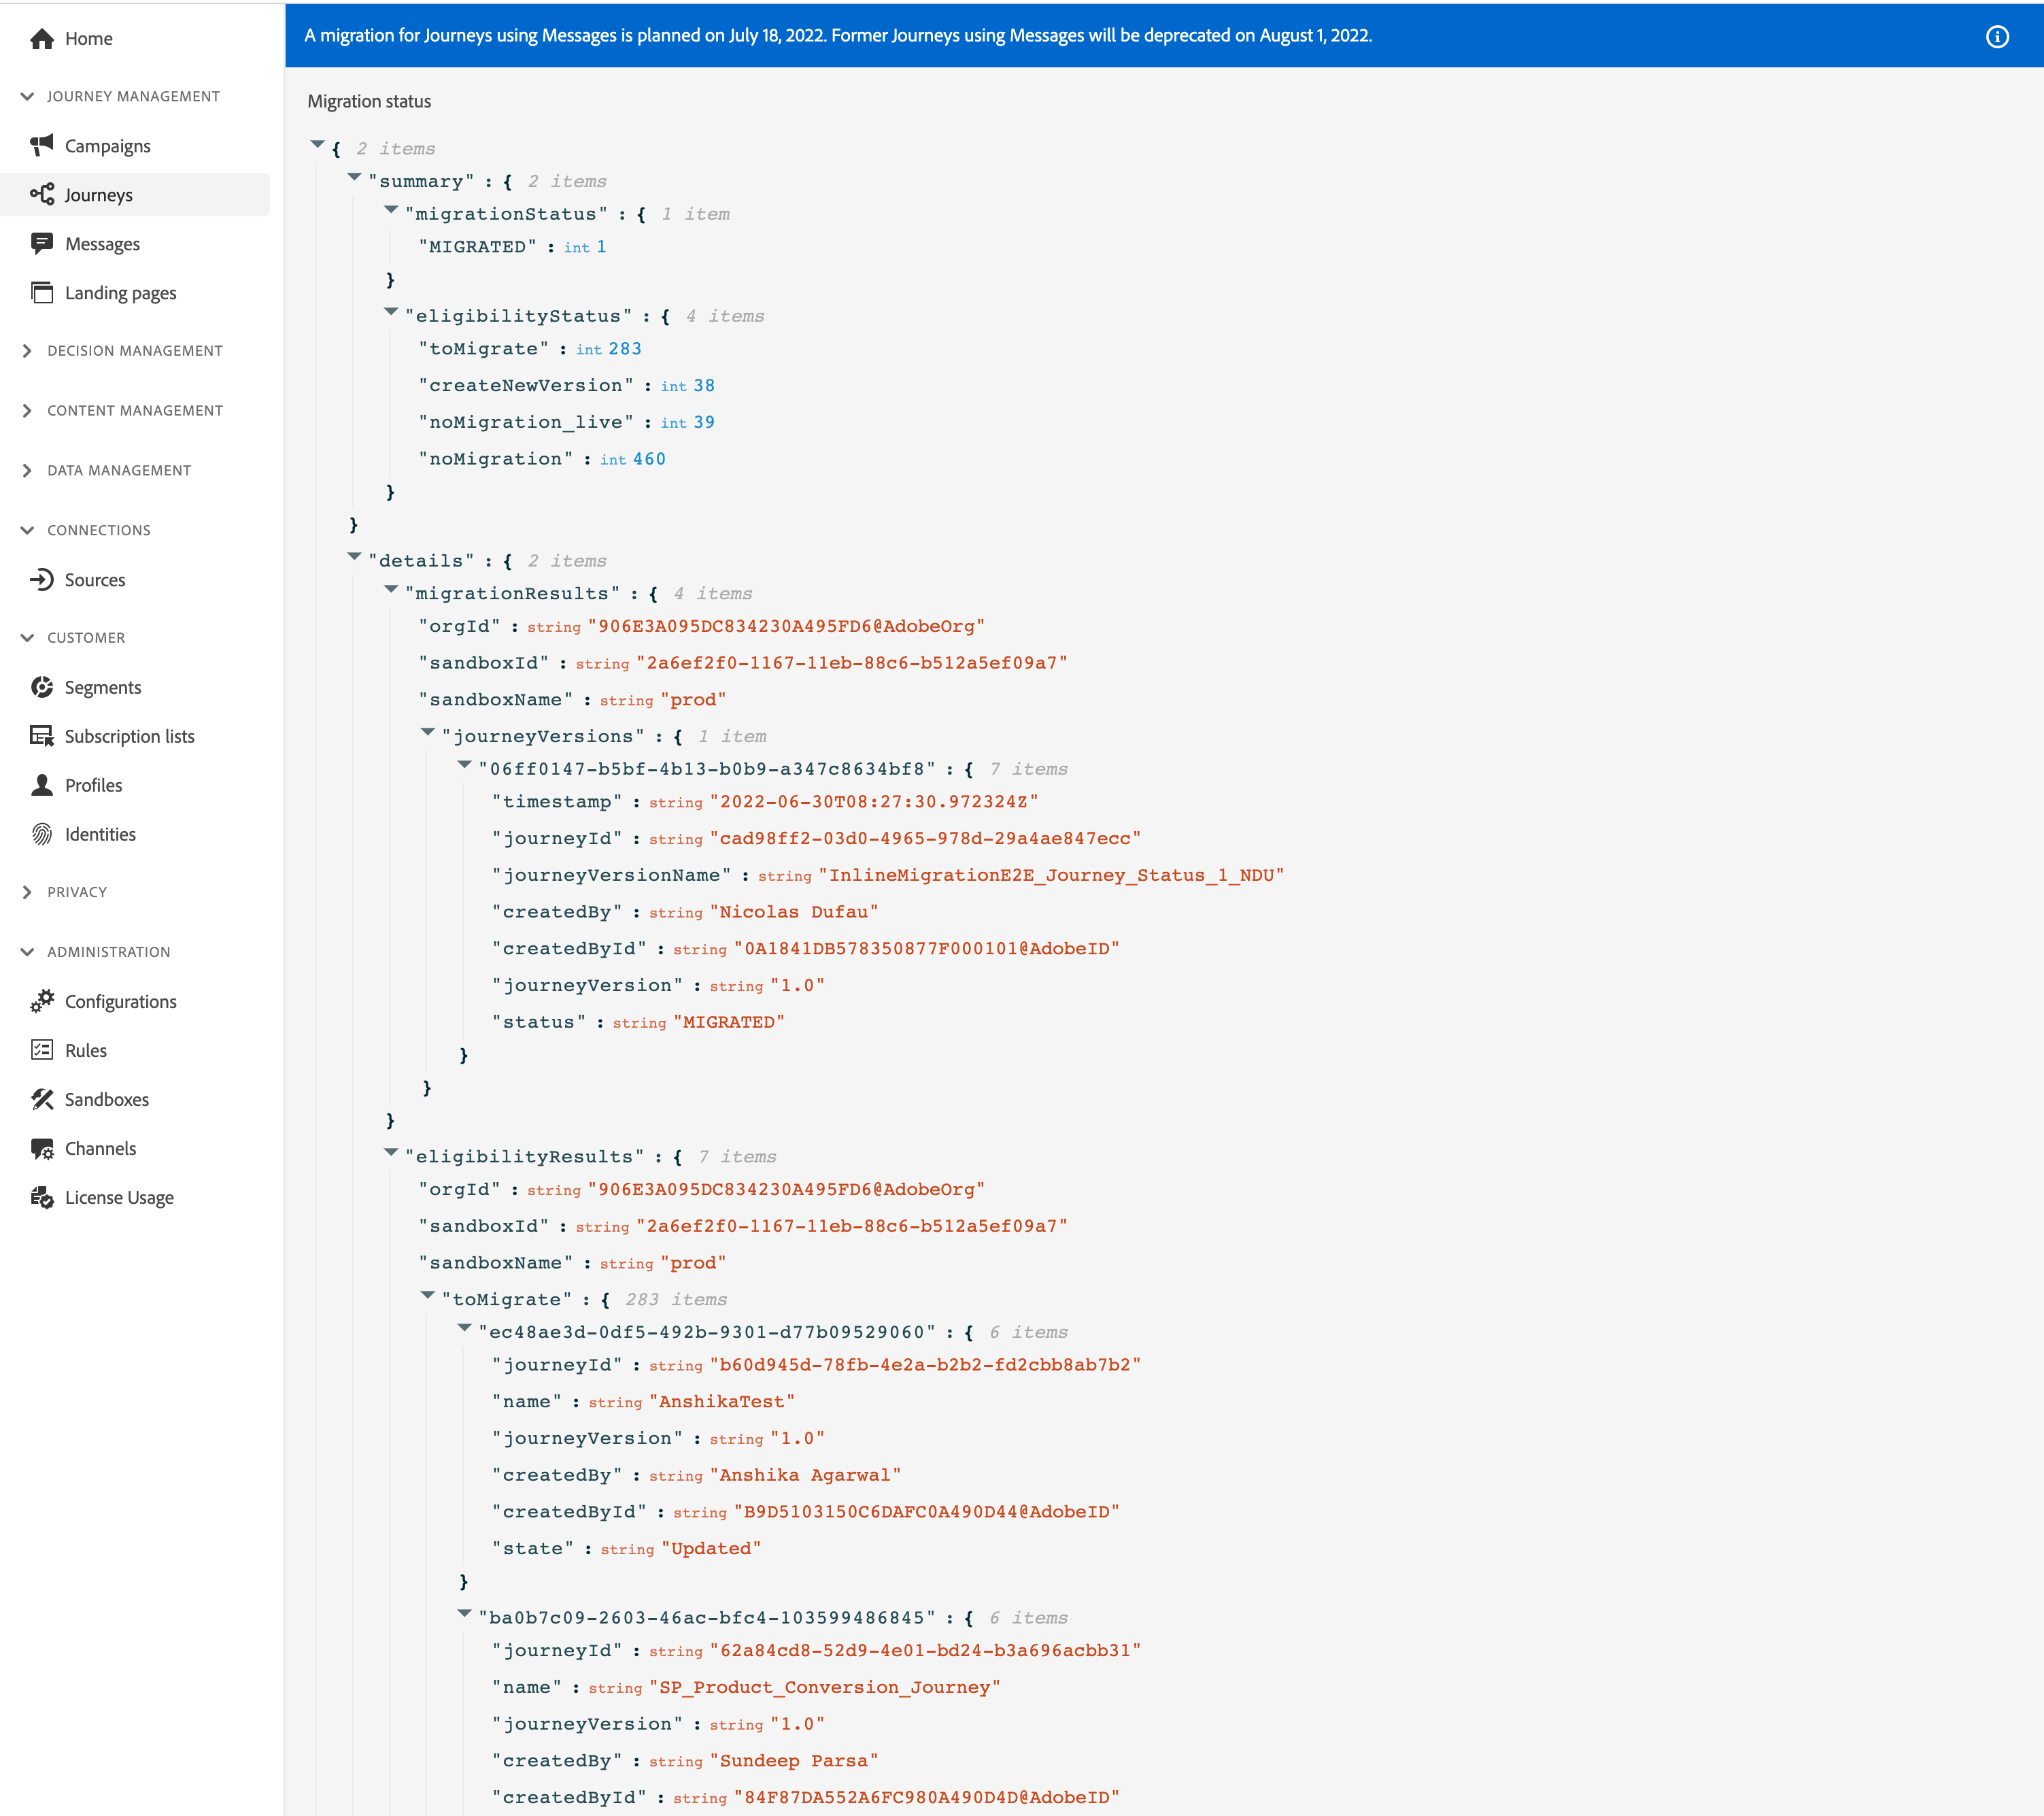 Home
JOURNEY MANAGEMENT
Campaigns
Journeys
Messages
Landing pages
DECISION MANAGEMENT
CONTENT MANAGEMENT
DATA MANAGEMENT
CONNECTIONS
Sources
CUSTOMER
Segments
Subscription lists
Profiles
Identities
PRIVACY
ADMINISTRATION
Configurations
Rules
Sandboxes
Channels
License Usage
A migration for Journeys using Messages is planned on July 18, 2022. Former Journeys using Messages will be deprecated on August 1, 2022.
Migration status
{ 2 items
"summary" : { 2 items
"migrationStatus" : { 1 item
"MIGRATED" : int 1
}
"eligibilityStatus" : { 4 items
"toMigrate" : int 283
"createNewVersion" : int 38
"noMigration_live" : int 39
"noMigration" : int 460
}
}
"details" : { 2 items
"migrationResults" : { 4 items
"orgId" : string "906E3A095DC834230A495FD6@AdobeOrg"
"sandboxId" : string "2a6ef2f0-1167-11eb-88c6-b512a5ef09a7"
"sandboxName" : string "prod"
"journeyVersions" : { 1 item
"06ff0147-b5bf-4b13-b0b9-a347c8634bf8" : { 7 items
"timestamp" : string "2022-06-30T08:27:30.972324Z"
"journeyId" : string "cad98ff2-03d0-4965-978d-29a4ae847ecc"
"journeyVersionName" : string "InlineMigrationE2E_Journey_Status_1_NDU"
"createdBy" : string "Nicolas Dufau"
"createdById" : string "0A1841DB578350877F000101@AdobeID"
"journeyVersion" : string "1.0"
"status" : string "MIGRATED"
}
}
}
"eligibilityResults" : { 7 items
"orgId" : string "906E3A095DC834230A495FD6@AdobeOrg"
"sandboxId" : string "2a6ef2f0-1167-11eb-88c6-b512a5ef09a7"
"sandboxName" : string "prod"
"toMigrate" : { 283 items
"ec48ae3d-0df5-492b-9301-d77b09529060" : { 6 items
"journeyId" : string "b60d945d-78fb-4e2a-b2b2-fd2cbb8ab7b2"
"name" : string "AnshikaTest"
"journeyVersion" : string "1.0"
"createdBy" : string "Anshika Agarwal"
"createdById" : string "B9D5103150C6DAFC0A490D44@AdobeID"
"state" : string "Updated"
}
"ba0b7c09-2603-46ac-bfc4-103599486845" : { 6 items
"journeyId" : string "62a84cd8-52d9-4e01-bd24-b3a696acbb31"
"name" : string "SP_Product_Conversion_Journey"
"journeyVersion" : string "1.0"
"createdBy" : string "Sundeep Parsa"
"createdById" : string "84F87DA552A6FC980A490D4D@AdobeID"